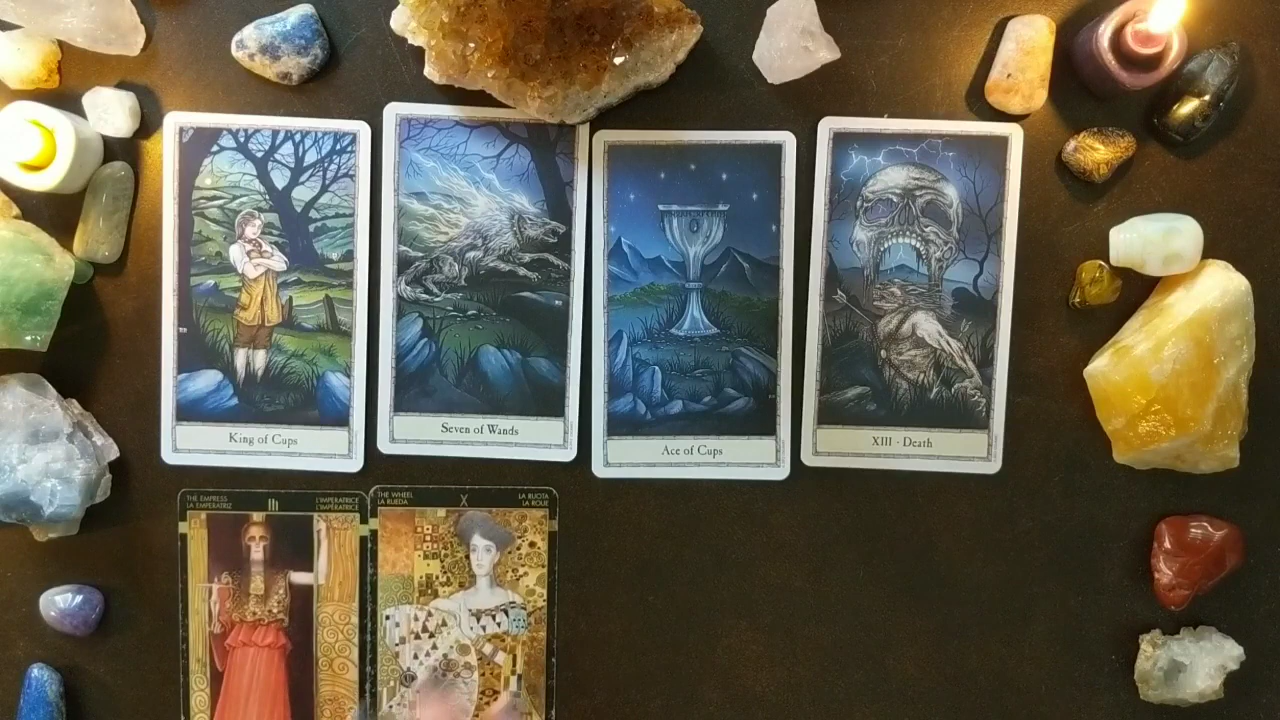 King of Cups
Seven of Wands
Ace of Cups
XIII · Death
THE EMPRESS
LA EMPERATRIZ
III
L'IMPERATRICE
L'IMPÉRATRICE
THE WHEEL
LA RUEDA
X
LA RUOTA
LA ROUE